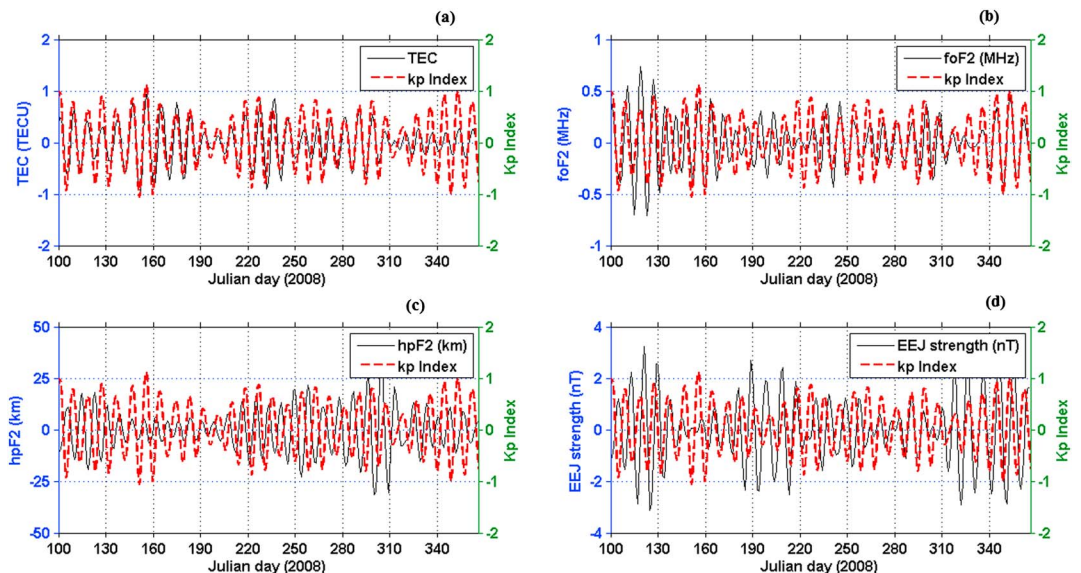 (a)
2
1
0
-1
-2
TEC (TECU)
TEC
kp Index
2
1
0
1
2
Kp Index
100 130 160 190 220 250 280 310 340
Julian day (2008)
(b)
1
0.5
0
-0.5
-1
foF2 (MHz)
foF2 (MHz)
kp Index
2
1
0
1
2
Kp Index
100 130 160 190 220 250 280 310 340
Julian day (2008)
(c)
50
25
0
-25
-50
hpF2 (km)
hpF2 (km)
kp Index
2
1
0
1
2
Kp Index
100 130 160 190 220 250 280 310 340
Julian day (2008)
(d)
4
2
0
-2
-4
EEJ strength (nT)
EEJ strength (nT)
kp Index
2
1
0
1
2
Kp Index
100 130 160 190 220 250 280 310 340
Julian day (2008)